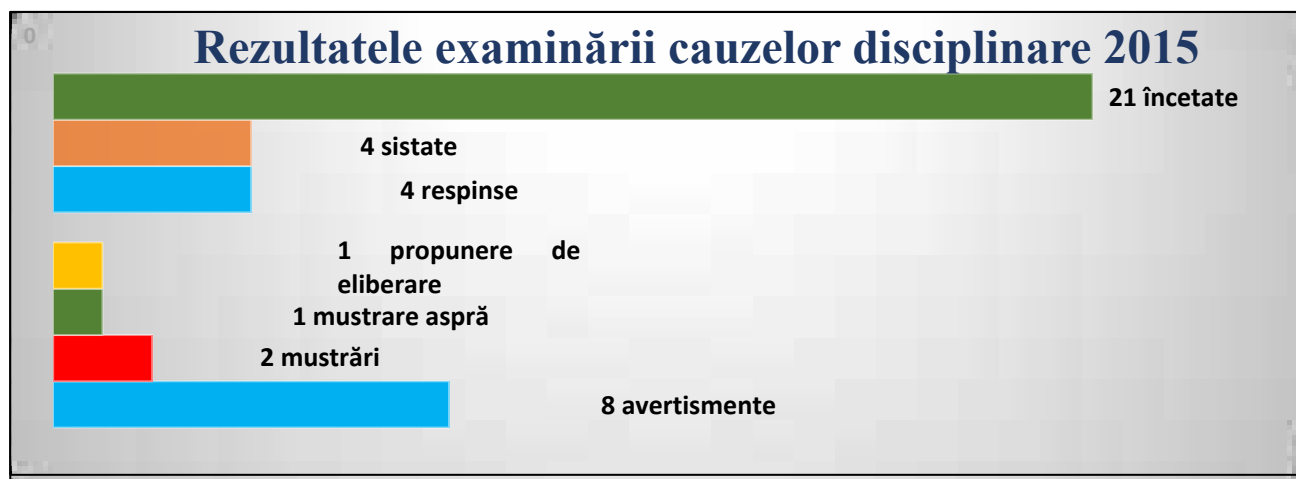 0
Rezultatele examinării cauzelor disciplinare 2015
21 încetate
4 sistate
4 respinse
1 propunere de
eliberare
1 mustrare aspră
2 mustrări
8 avertismente